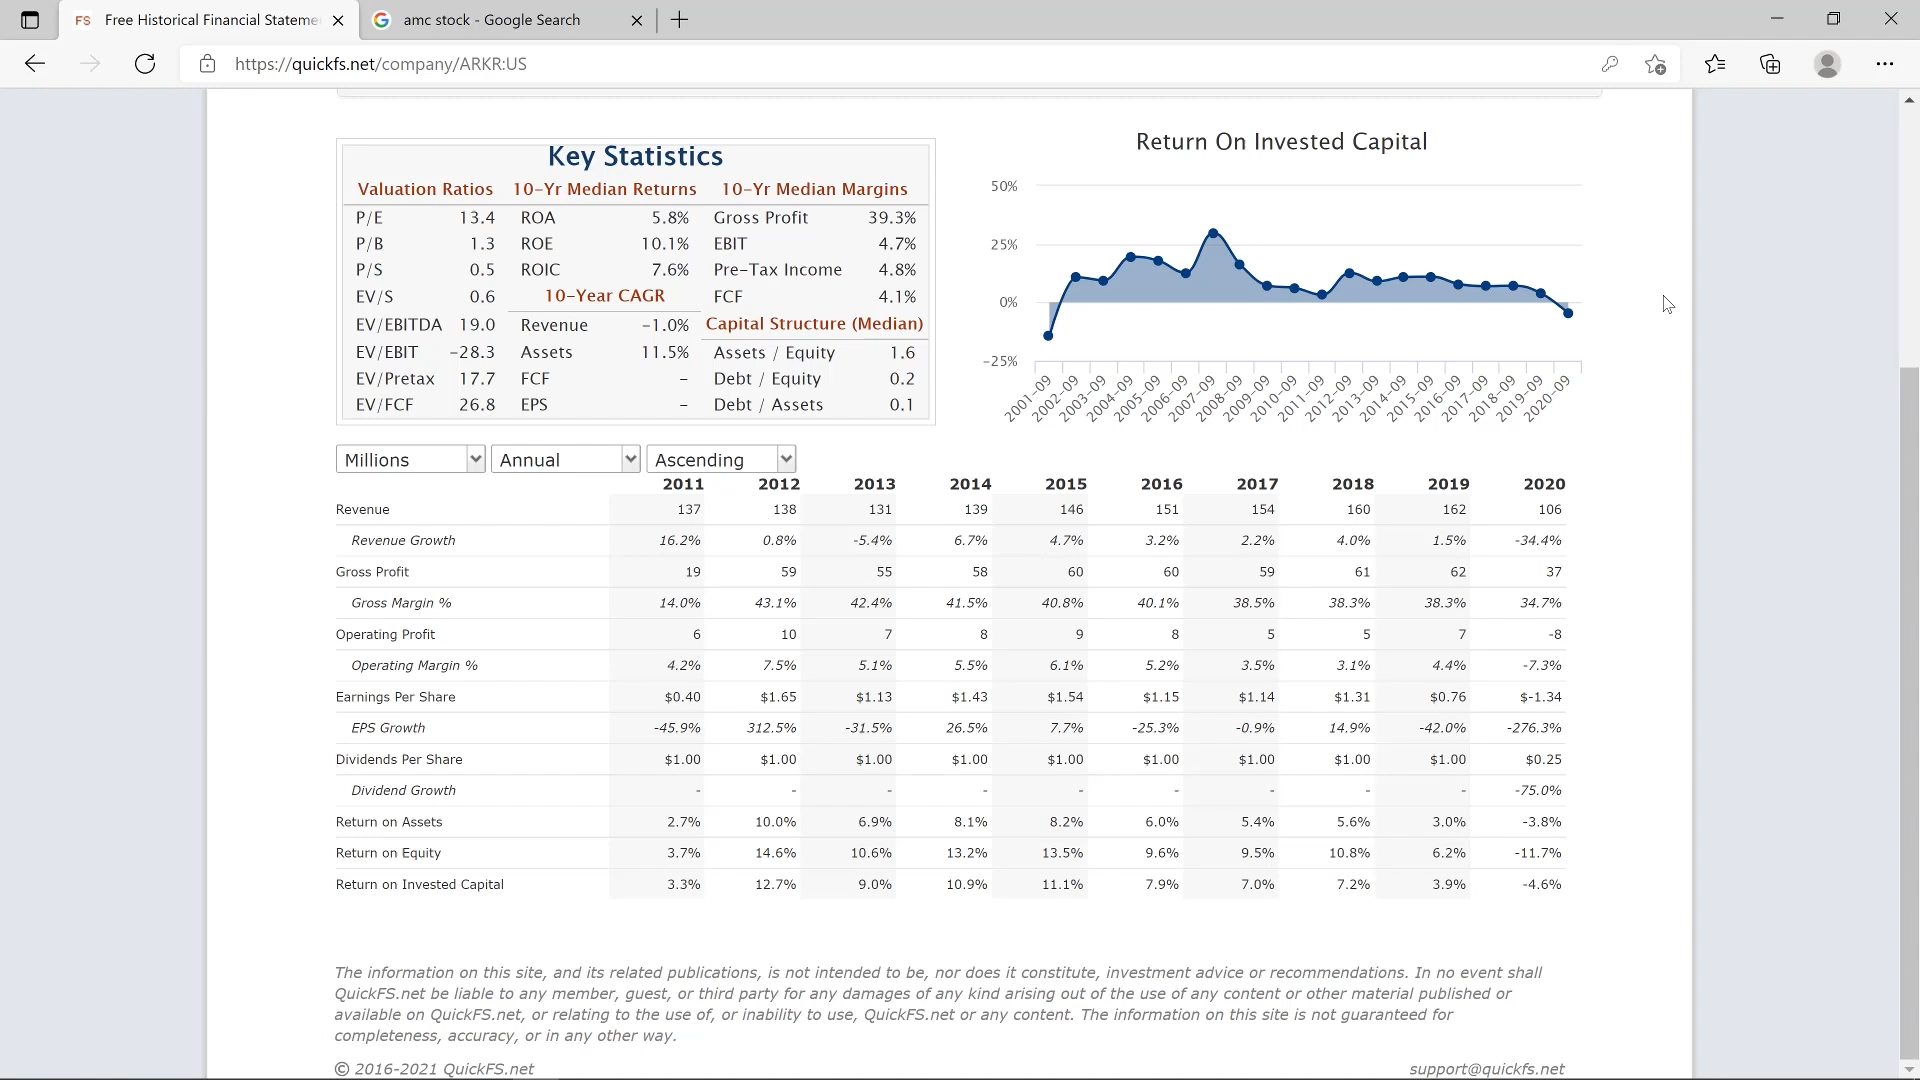 Free Historical Financial Stateme
amc stock - Google Search
https://quickfs.net/company/ARKR:US
Key Statistics
Valuation Ratios 10-Yr Median Returns 10-Yr Median Margins
P/E 13.4 ROA 5.8% Gross Profit 39.3%
P/B 1.3 ROE 10.1% EBIT 4.7%
P/S 0.5 ROIC 7.6% Pre-Tax Income 4.8%
EV/S 0.6 10-Year CAGR FCF 4.1%
EV/EBITDA 19.0 Revenue -1.0% Capital Structure (Median)
EV/EBIT -28.3 Assets 11.5% Assets / Equity 1.6
EV/Pretax 17.7 FCF - Debt / Equity 0.2
EV/FCF 26.8 EPS - Debt / Assets 0.1
Return On Invested Capital
50%
25%
0%
-25%
2001-09 2002-09 2003-09 2004-09 2005-09 2006-09 2007-09 2008-09 2009-09 2010-09 2011-09 2012-09 2013-09 2014-09 2015-09 2016-09 2017-09 2018-09 2019-09 2020-09
Millions Annual Ascending
2011 2012 2013 2014 2015 2016 2017 2018 2019 2020
Revenue 137 138 131 139 146 151 154 160 162 106
Revenue Growth 16.2% 0.8% -5.4% 6.7% 4.7% 3.2% 2.2% 4.0% 1.5% -34.4%
Gross Profit 19 59 55 58 60 60 59 61 62 37
Gross Margin % 14.0% 43.1% 42.4% 41.5% 40.8% 40.1% 38.5% 38.3% 38.3% 34.7%
Operating Profit 6 10 7 8 9 8 5 5 7 -8
Operating Margin % 4.2% 7.5% 5.1% 5.5% 6.1% 5.2% 3.5% 3.1% 4.4% -7.3%
Earnings Per Share $0.40 $1.65 $1.13 $1.43 $1.54 $1.15 $1.14 $1.31 $0.76 $-1.34
EPS Growth -45.9% 312.5% -31.5% 26.5% 7.7% -25.3% -0.9% 14.9% -42.0% -276.3%
Dividends Per Share $1.00 $1.00 $1.00 $1.00 $1.00 $1.00 $1.00 $1.00 $1.00 $0.25
Dividend Growth - - - - - - - - - -75.0%
Return on Assets 2.7% 10.0% 6.9% 8.1% 8.2% 6.0% 5.4% 5.6% 3.0% -3.8%
Return on Equity 3.7% 14.6% 10.6% 13.2% 13.5% 9.6% 9.5% 10.8% 6.2% -11.7%
Return on Invested Capital 3.3% 12.7% 9.0% 10.9% 11.1% 7.9% 7.0% 7.2% 3.9% -4.6%
The information on this site, and its related publications, is not intended to be, nor does it constitute, investment advice or recommendations. In no event shall
QuickFS.net be liable to any member, guest, or third party for any damages of any kind arising out of the use of any content or other material published or
available on QuickFS.net, or relating to the use of, or inability to use, QuickFS.net or any content. The information on this site is not guaranteed for
completeness, accuracy, or in any other way.
© 2016-2021 QuickFS.net
support@quickfs.net